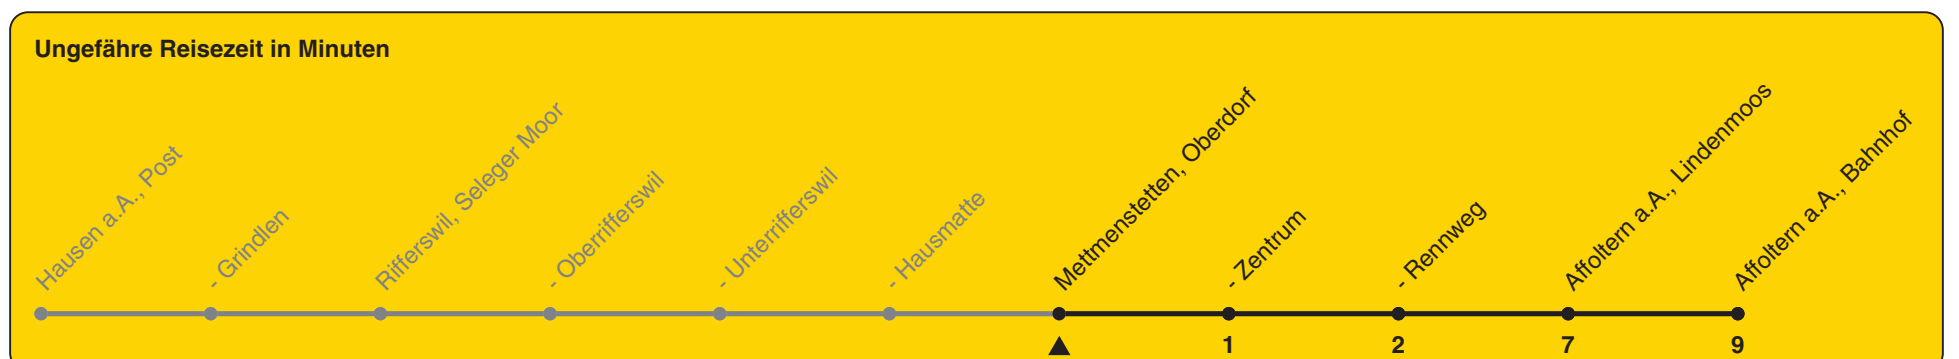 Ungefähre Reisezeit in Minuten
Hausen a.A., Post
- Grindlen
Rifferswil, Seleger Moor
- Oberrifferswil
- Unterrifferswil
- Hausmatte
Mettmenstetten, Oberdorf
- Zentrum
- Rennweg
Affoltern a.A., Lindenmoos
Affoltern a.A., Bahnhof
1 2 7 9